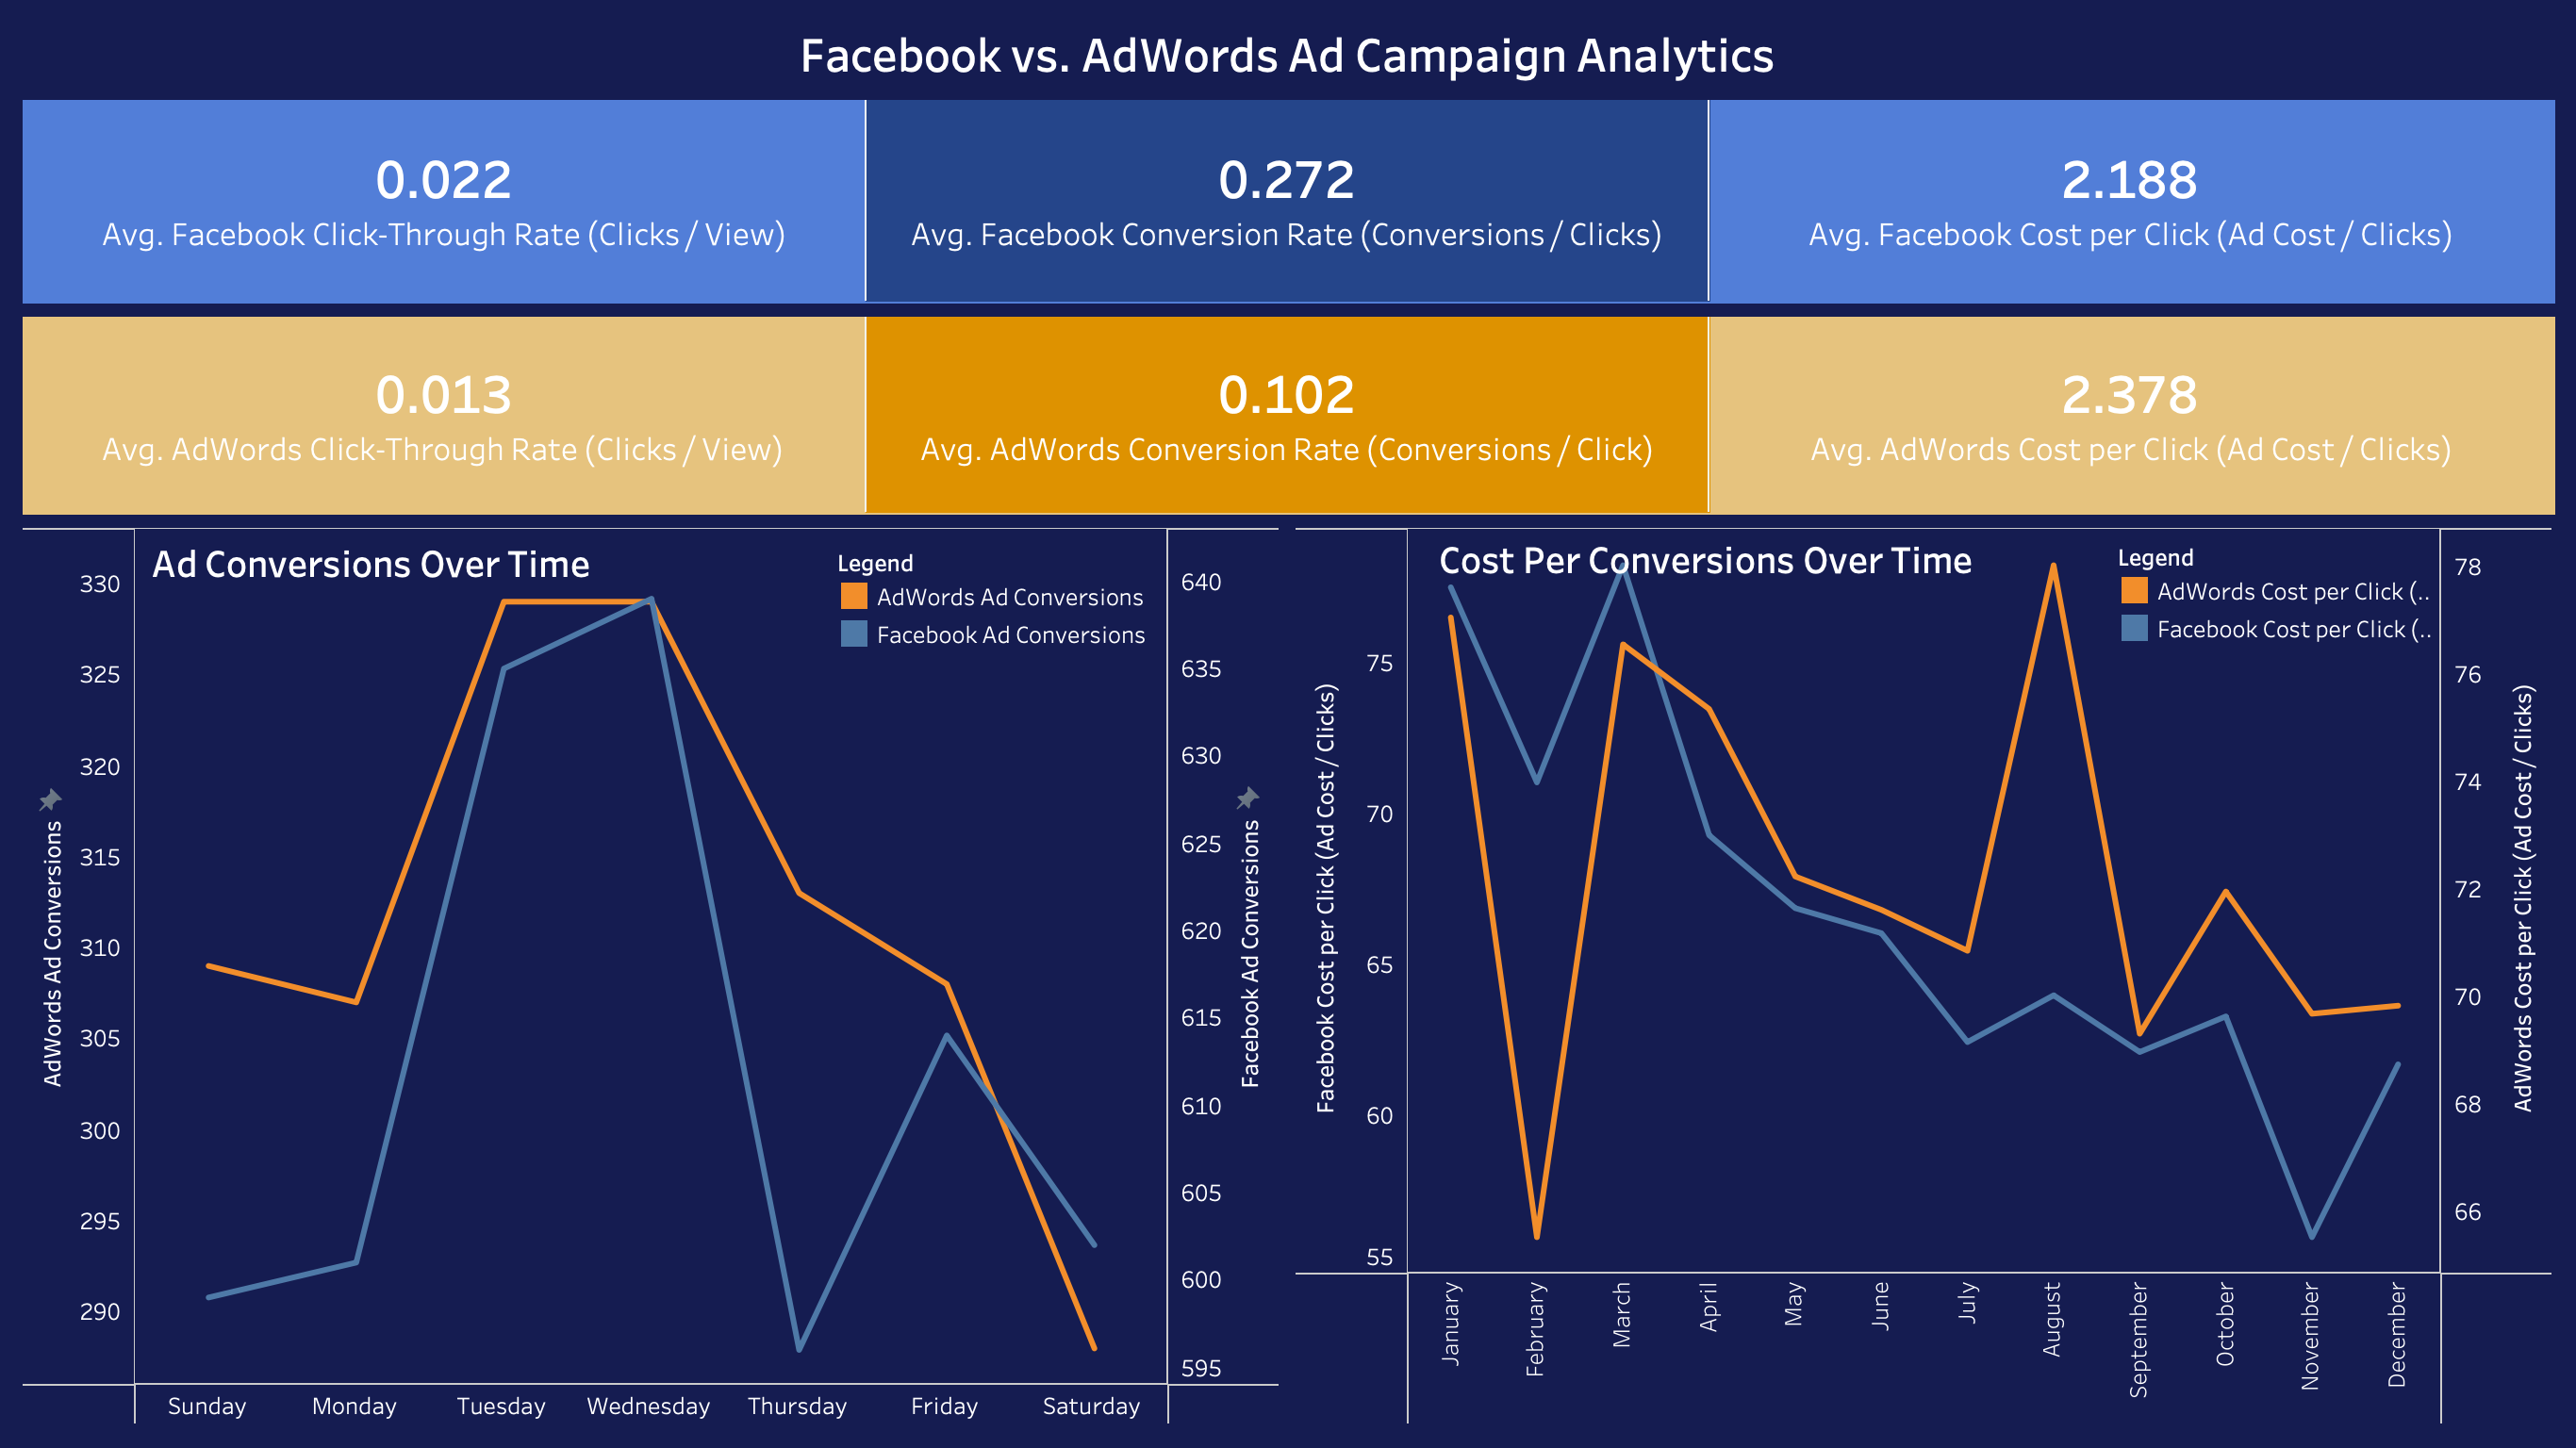 Facebook vs. AdWords Ad Campaign Analytics
0.022
Avg. Facebook Click-Through Rate (Clicks / View)
0.272
Avg. Facebook Conversion Rate (Conversions / Clicks)
2.188
Avg. Facebook Cost per Click (Ad Cost / Clicks)
0.013
Avg. AdWords Click-Through Rate (Clicks / View)
0.102
Avg. AdWords Conversion Rate (Conversions / Click)
2.378
Avg. AdWords Cost per Click (Ad Cost / Clicks)
Ad Conversions Over Time
Legend
AdWords Ad Conversions
Facebook Ad Conversions
AdWords Ad Conversions
330
325
320
315
310
305
300
295
290
640
635
630
625
620
615
610
605
600
595
Facebook Ad Conversions
Sunday
Monday
Tuesday
Wednesday
Thursday
Friday
Saturday
Cost Per Conversions Over Time
Legend
AdWords Cost per Click (..
Facebook Cost per Click (..
Facebook Cost per Click (Ad Cost / Clicks)
75
70
65
60
55
78
76
74
72
70
68
66
AdWords Cost per Click (Ad Cost / Clicks)
January
February
March
April
May
June
July
August
September
October
November
December